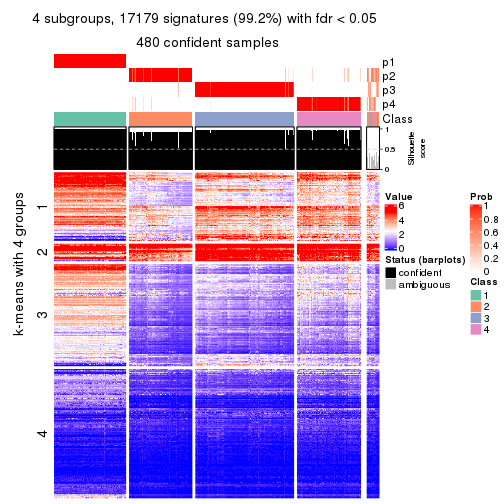 4 subgroups, 17179 signatures (99.2%) with fdr < 0.05
480 confident samples
p1
p2
p3
p4
Class
1
0.5
0
Silhouette
score
k-means with 4 groups
1
2
3
4
Value
6
4
2
0
Status (barplots)
confident
ambiguous
Prob
1
0.8
0.6
0.4
0.2
0
Class
1
2
3
4